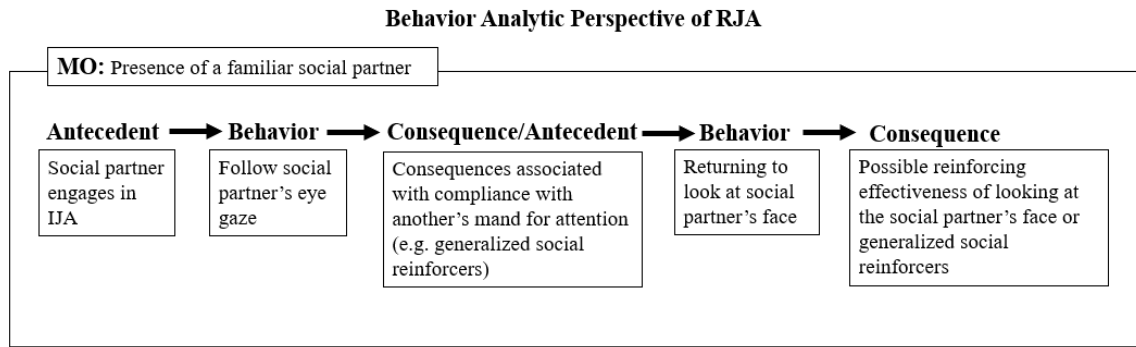 Behavior Analytic Perspective of RJA
MO: Presence of a familiar social partner
Antecedent
Behavior
Consequence/Antecedent
Behavior
Consequence
Social partner
engages in
IJA
Follow social
partner’s eye
gaze
Consequences associated
with compliance with
another’s mand for attention
(e.g. generalized social
reinforcers)
Returning to
look at social
partner’s face
Possible reinforcing
effectiveness of looking at
the social partner’s face or
generalized social
reinforcers